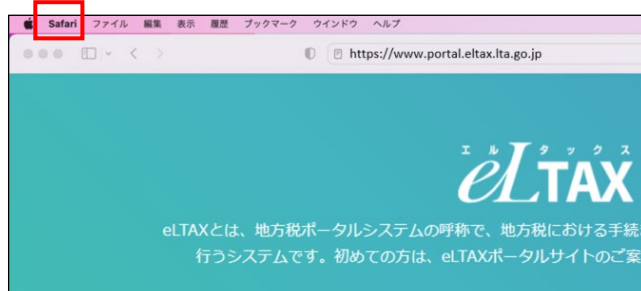 Safari ファイル 編集 表示 履歴 ブックマーク ウインドウ ヘルプ
https://www.portal.eltax.lta.go.jp
エルタックス
eLTAX
eLTAXとは、地方税ポータルシステムの呼称で、地方税における手続
行うシステムです。初めての方は、eLTAXポータルサイトのご案